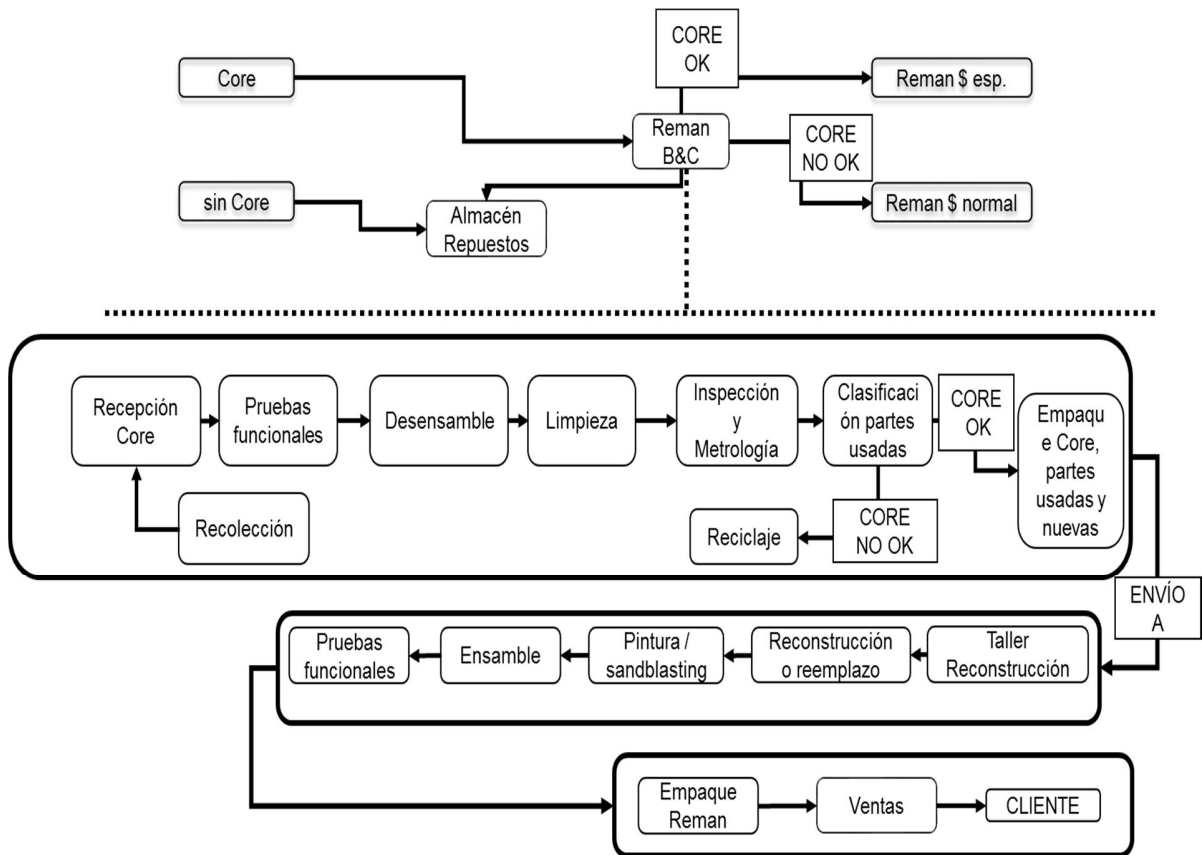 CORE
OK
Core
Reman $ esp.
Reman
B&C
CORE
NO OK
sin Core
Almacén
Repuestos
Reman $ normal
Recepción
Core
Pruebas
funcionales
Desensamble
Limpieza
Inspección
y
Metrología
Clasificaci
ón partes
usadas
CORE
OK
Empaqu
e Core,
partes
usadas y
nuevas
Recolección
Reciclaje
CORE
NO OK
ENVÍO
A
Pruebas
funcionales
Ensamble
Pintura /
sandblasting
Reconstrucción
o reemplazo
Taller
Reconstrucción
Empaque
Reman
Ventas
CLIENTE